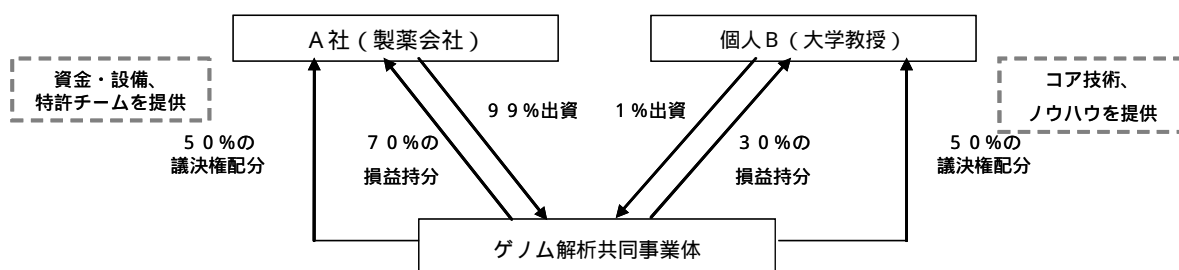 A社(製薬会社)
個人B(大学教授)
資金・設備、
特許チームを提供
コア技術、
ノウハウを提供
99%出資
1%出資
50%の
議決権配分
70%の
損益持分
30%の
損益持分
50%の
議決権配分
ゲノム解析共同事業体